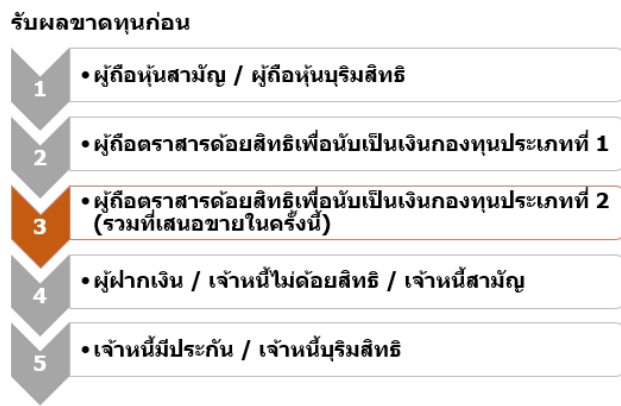 รับผลขาดทุนก่อน
1
•ผู้ถือหุ้นสามัญ / ผู้ถือหุ้นบุริมสิทธิ
2
•ผู้ถือตราสารด้อยสิทธิเพื่อนับเป็นเงินกองทุนประเภทที่ 1
3
•ผู้ถือตราสารด้อยสิทธิเพื่อนับเป็นเงินกองทุนประเภทที่ 2
(รวมที่เสนอขายในครั้งนี้)
4
•ผู้ฝากเงิน / เจ้าหนี้ไม่ด้อยสิทธิ / เจ้าหนี้สามัญ
5
•เจ้าหนี้มีประกัน / เจ้าหนี้บุริมสิทธิ